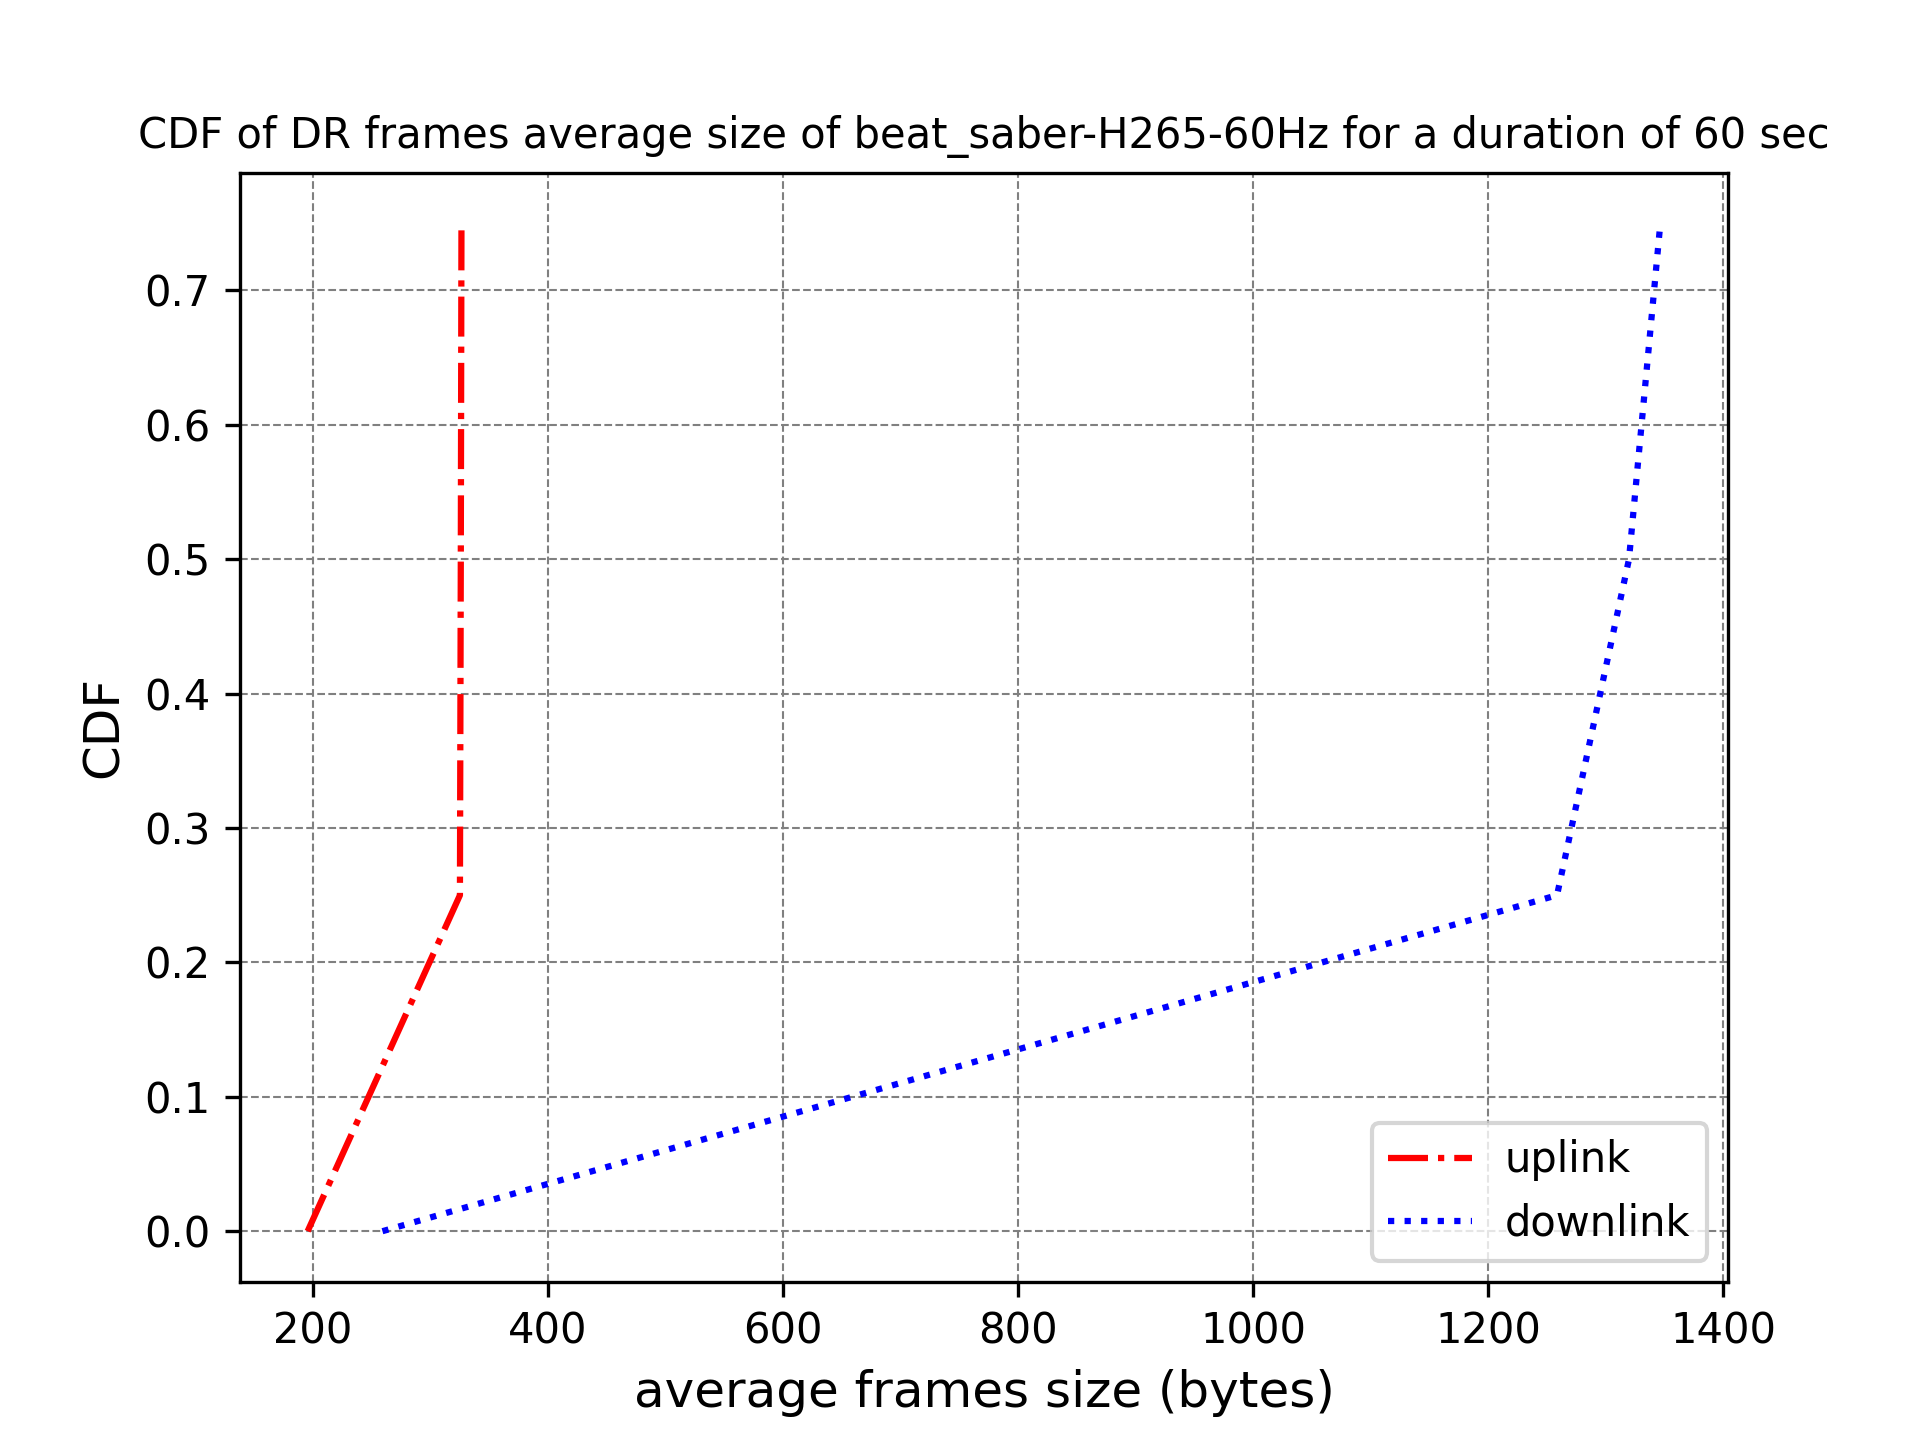 CDF of DR frames average size of beat_saber-H265-60Hz for a duration of 60 sec
CDF
0.7
0.6
0.5
0.4
0.3
0.2
0.1
0.0
uplink
downlink
200 400 600 800 1000 1200 1400
average frames size (bytes)